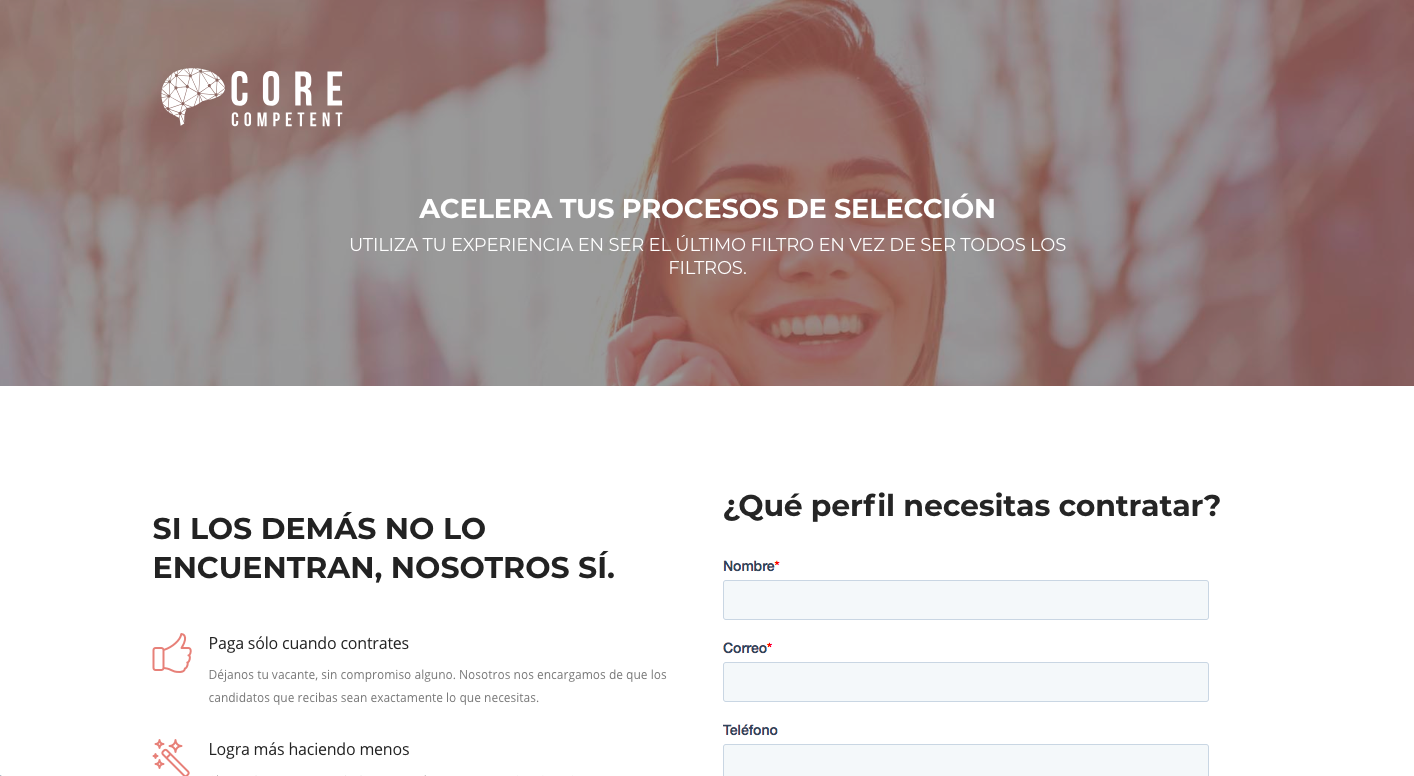 CORE
COMPETENT
ACELERA TUS PROCESOS DE SELECCIÓN
UTILIZA TU EXPERIENCIA EN SER EL ÚLTIMO FILTRO EN VEZ DE SER TODOS LOS
FILTROS.
SI LOS DEMÁS NO LO
ENCUENTRAN, NOSOTROS SÍ.
Paga sólo cuando contrates
Déjanos tu vacante, sin compromiso alguno. Nosotros nos encargamos de que los
candidatos que recibas sean exactamente lo que necesitas.
Logra más haciendo menos
¿Qué perfil necesitas contratar?
Nombre*
Correo*
Teléfono